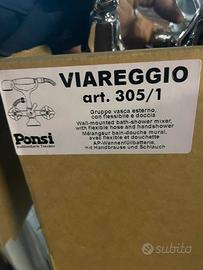 VIAREGGIO
art. 305/1
Gruppo vasca esterno,
con flessibile e doccia
Wall-mounted bath-shower mixer,
with flexible hose and handshower
Mélangeur bain-douche mural,
avec flexible et douchette
AP-Wannenfüllbatterie,
mit Handbrause und Schlauch
Ponsi
subito